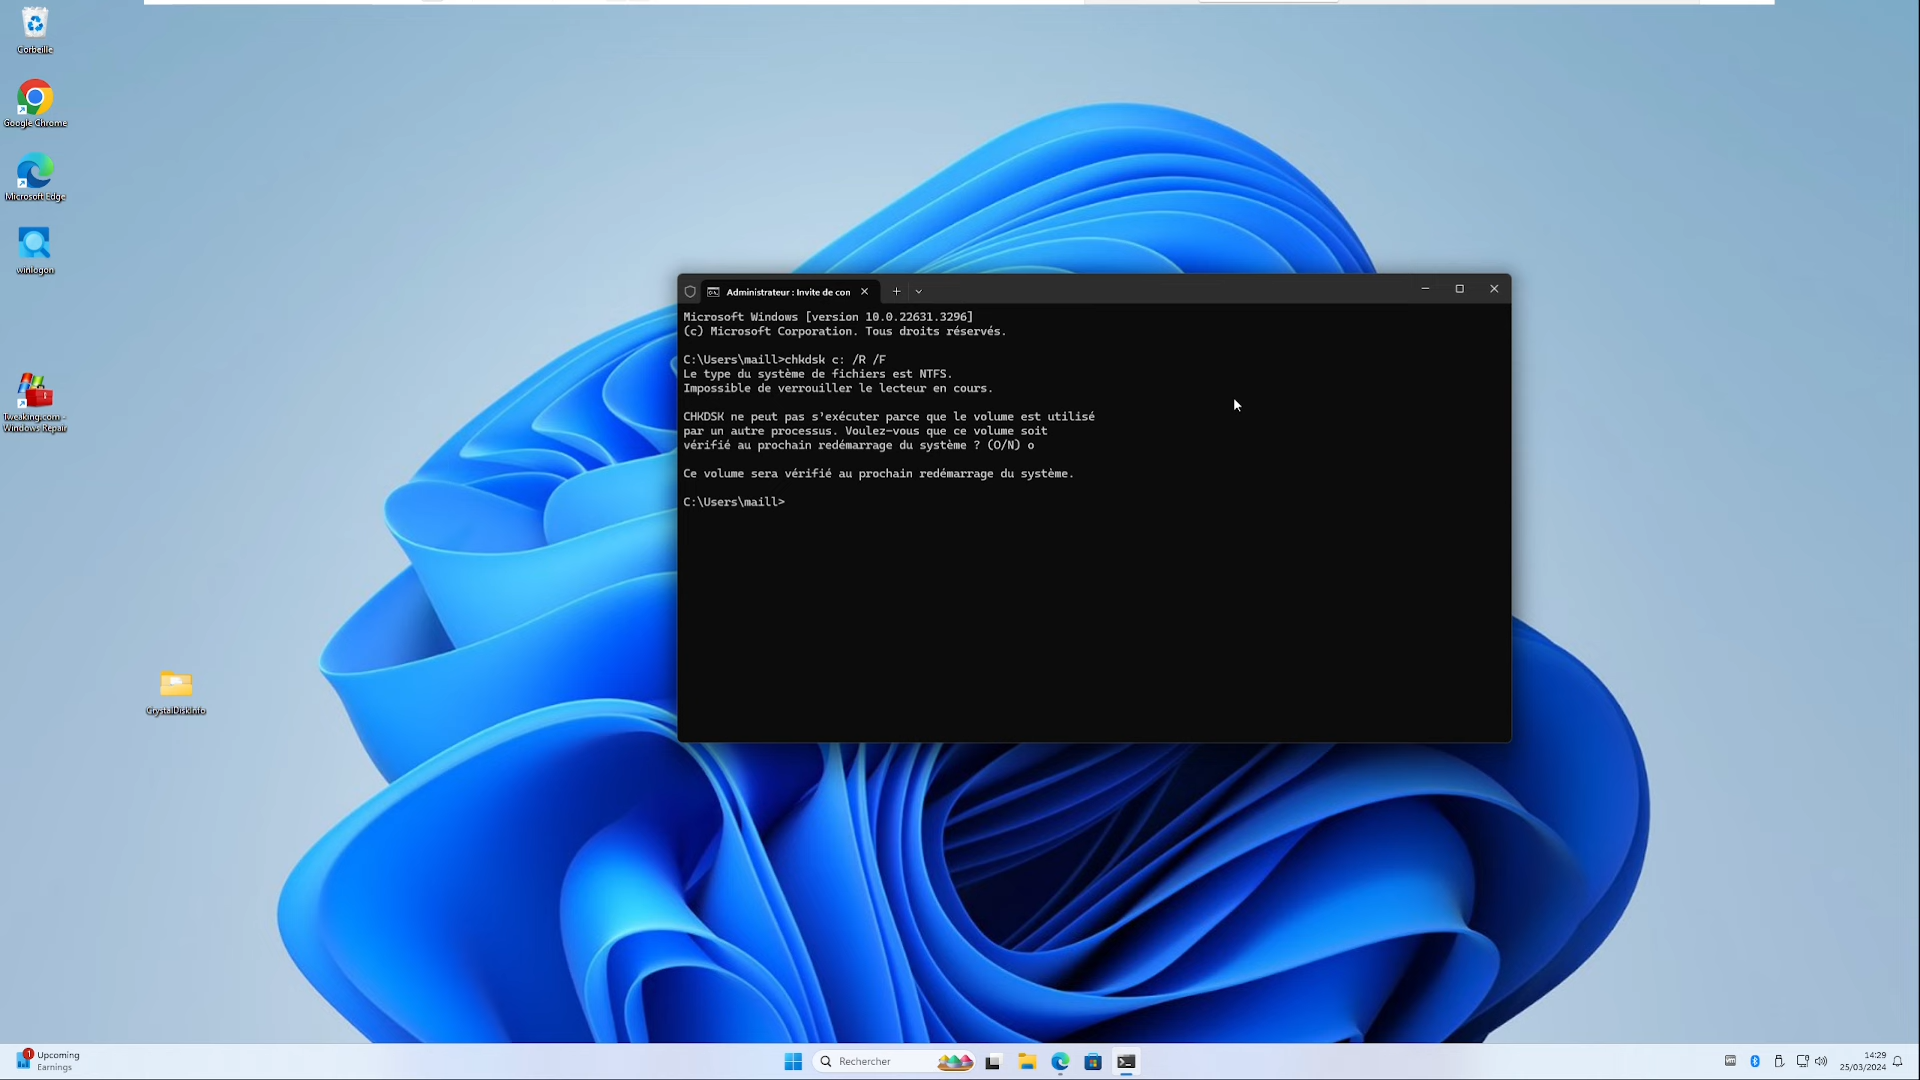 Corbeille
Google Chrome
Microsoft Edge
winlogon
Tweaking.com -
Windows Repair
CrystalDiskInfo
Administrateur : Invite de con
Microsoft Windows [version 10.0.22631.3296]
(c) Microsoft Corporation. Tous droits réservés.
C:\Users\maill>chkdsk c: /R /F
Le type du système de fichiers est NTFS.
Impossible de verrouiller le lecteur en cours.
CHKDSK ne peut pas s’exécuter parce que le volume est utilisé
par un autre processus. Voulez-vous que ce volume soit
vérifié au prochain redémarrage du système ? (O/N) o
Ce volume sera vérifié au prochain redémarrage du système.
C:\Users\maill>
1
Upcoming
Earnings
Rechercher
14:29
25/03/2024